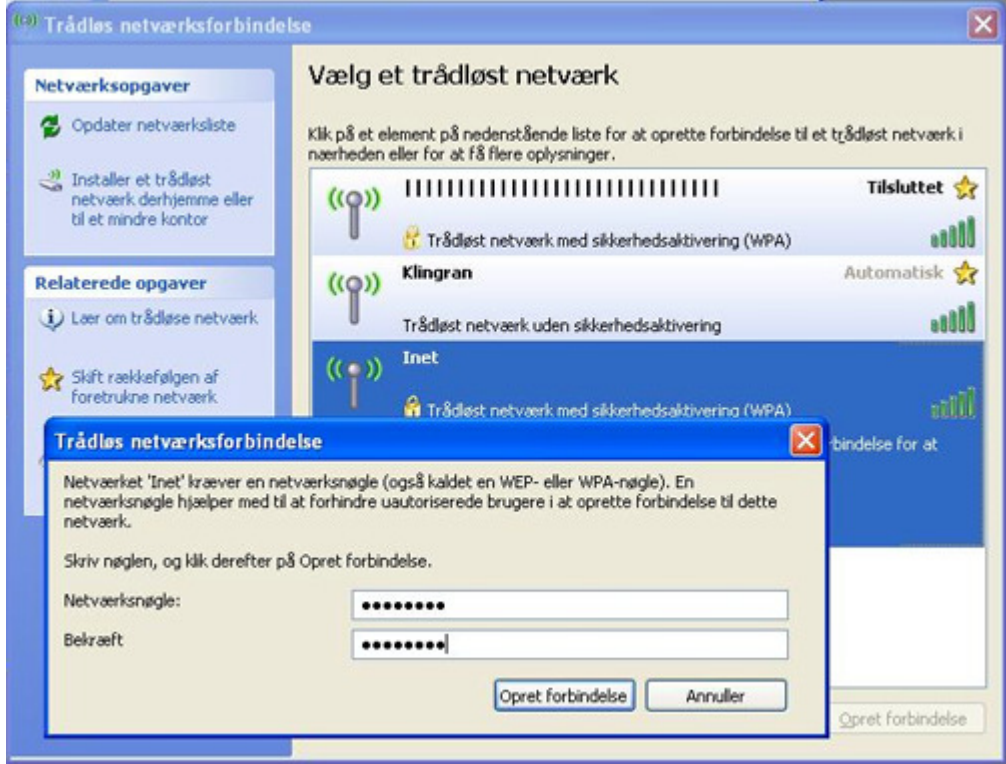 Trådløs netværksforbindelse
Netværksopgaver
Opdater netværksliste
Installer et trådløst
netværk derhjemme eller
til et mindre kontor
Relaterede opgaver
Lær om trådløse netværk
Skift rækkefølgen af
foretrukne netværk
Vælg et trådløst netværk
Klik på et element på nedenstående liste for at oprette forbindelse til et trådløst netværk i
nærheden eller for at få flere oplysninger.
Tilsluttet
Trådløst netværk med sikkerhedsaktivering (WPA)
Klingran
Automatisk
Trådløst netværk uden sikkerhedsaktivering
Inet
Trådløst netværk med sikkerhedsaktivering (WPA)
for at
Trådløs netværksforbindelse
Netværket 'Inet' kræver en netværksnøgle (også kaldet en WEP- eller WPA-nøgle). En
netværksnøgle hjælper med til at forhindre uautoriserede brugere i at oprette forbindelse til dette
netværk.
Skriv nøglen, og klik derefter på Opret forbindelse.
Netværksnøgle:
••••••••
Bekræft
••••••••
Opret forbindelse
Annuller
Opret forbindelse